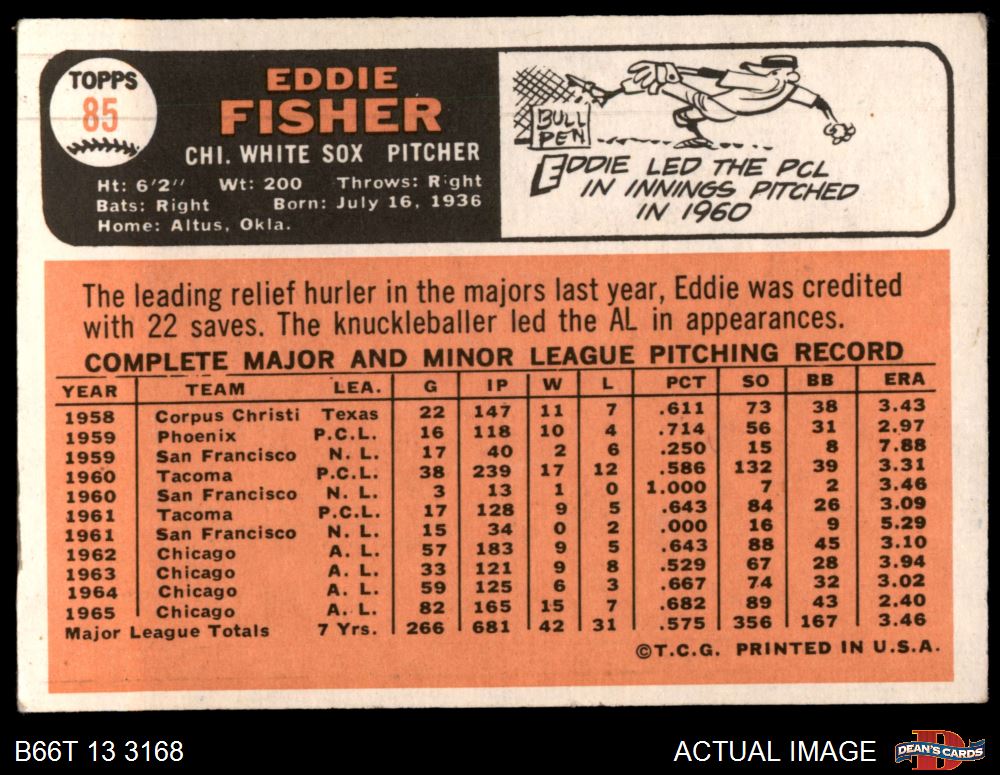 TOPPS
85
EDDIE
FISHER
CHI. WHITE SOX PITCHER
Ht: 6'2" Wt: 200 Throws: Right
Bats: Right Born: July 16, 1936
Home: Altus, Okla.
BULL
PEN
EDDIE LED THE PCL
IN INNINGS PITCHED
IN 1960
The leading relief hurler in the majors last year, Eddie was credited
with 22 saves. The knuckleballer led the AL in appearances.
COMPLETE MAJOR AND MINOR LEAGUE PITCHING RECORD
YEAR TEAM LEA. G IP W L PCT SO BB ERA
1958 Corpus Christi Texas 22 147 11 7 .611 73 38 3.43
1959 Phoenix P.C.L. 16 118 10 4 .714 56 31 2.97
1959 San Francisco N. L. 17 40 2 6 .250 15 8 7.88
1960 Tacoma P.C.L. 38 239 17 12 .586 132 39 3.31
1960 San Francisco N. L. 3 13 1 0 1.000 7 2 3.46
1961 Tacoma P.C.L. 17 128 9 5 .643 84 26 3.09
1961 San Francisco N. L. 15 34 0 2 .000 16 9 5.29
1962 Chicago A. L. 57 183 9 5 .643 88 45 3.10
1963 Chicago A. L. 33 121 9 8 .529 67 28 3.94
1964 Chicago A. L. 59 125 6 3 .667 74 32 3.02
1965 Chicago A. L. 82 165 15 7 .682 89 43 2.40
Major League Totals 7 Yrs. 266 681 42 31 .575 356 167 3.46
©T.C.G. PRINTED IN U.S.A.
B66T 13 3168
ACTUAL IMAGE
DEAN'S CARDS